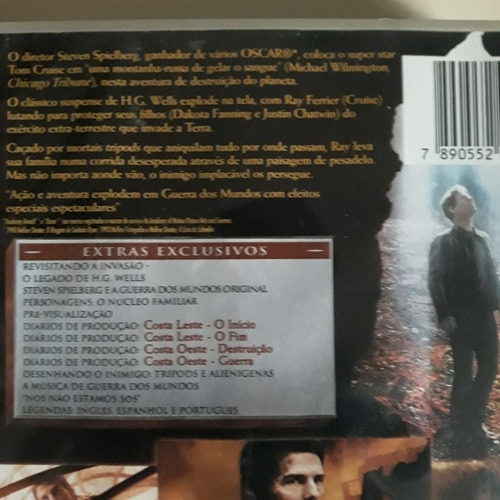 O diretor Steven Spielberg, ganhador de vários OSCAR®, coloca o super star
Tom Cruise em "uma montanha-russa de gelar o sangue" (Michael Wilmington,
Chicago Tribune), nesta aventura de destruição do planeta.
O clássico suspense de H.G. Wells explode na tela, com Ray Ferrier (Cruise)
lutando para proteger seus filhos (Dakota Fanning e Justin Chatwin) do
exército extra-terrestre que invade a Terra.
Caçado por mortais tripods que aniquilam tudo por onde passam, Ray leva
sua família numa corrida desesperada através de uma paisagem de pesadelo.
Mas não importa aonde vão, o inimigo implacável os persegue.
"Ação e aventura explodem em Guerra dos Mundos com efeitos
especiais espetaculares"
7 890552
EXTRAS EXCLUSIVOS
REVISITANDO A INVASÃO -
O LEGADO DE H.G. WELLS
STEVEN SPIELBERG E A GUERRA DOS MUNDOS ORIGINAL
PERSONAGENS: O NÚCLEO FAMILIAR
PRÉ-VISUALIZAÇÃO
DIÁRIOS DE PRODUÇÃO: Costa Leste - O Início
DIÁRIOS DE PRODUÇÃO: Costa Leste - O Fim
DIÁRIOS DE PRODUÇÃO: Costa Oeste - Destruição
DIÁRIOS DE PRODUÇÃO: Costa Oeste - Guerra
DESENHANDO O INIMIGO: TRIPODS E ALIENÍGENAS
A MÚSICA DE GUERRA DOS MUNDOS
"NÓS NÃO ESTAMOS SÓS"
LEGENDAS: INGLÊS, ESPANHOL E PORTUGUÊS